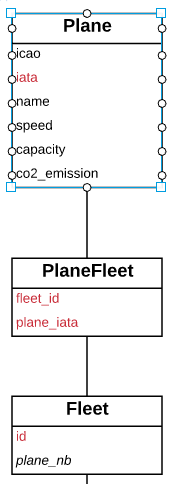 Plane
icao
iata
name
speed
capacity
co2_emission
PlaneFleet
fleet_id
plane_iata
Fleet
id
plane_nb